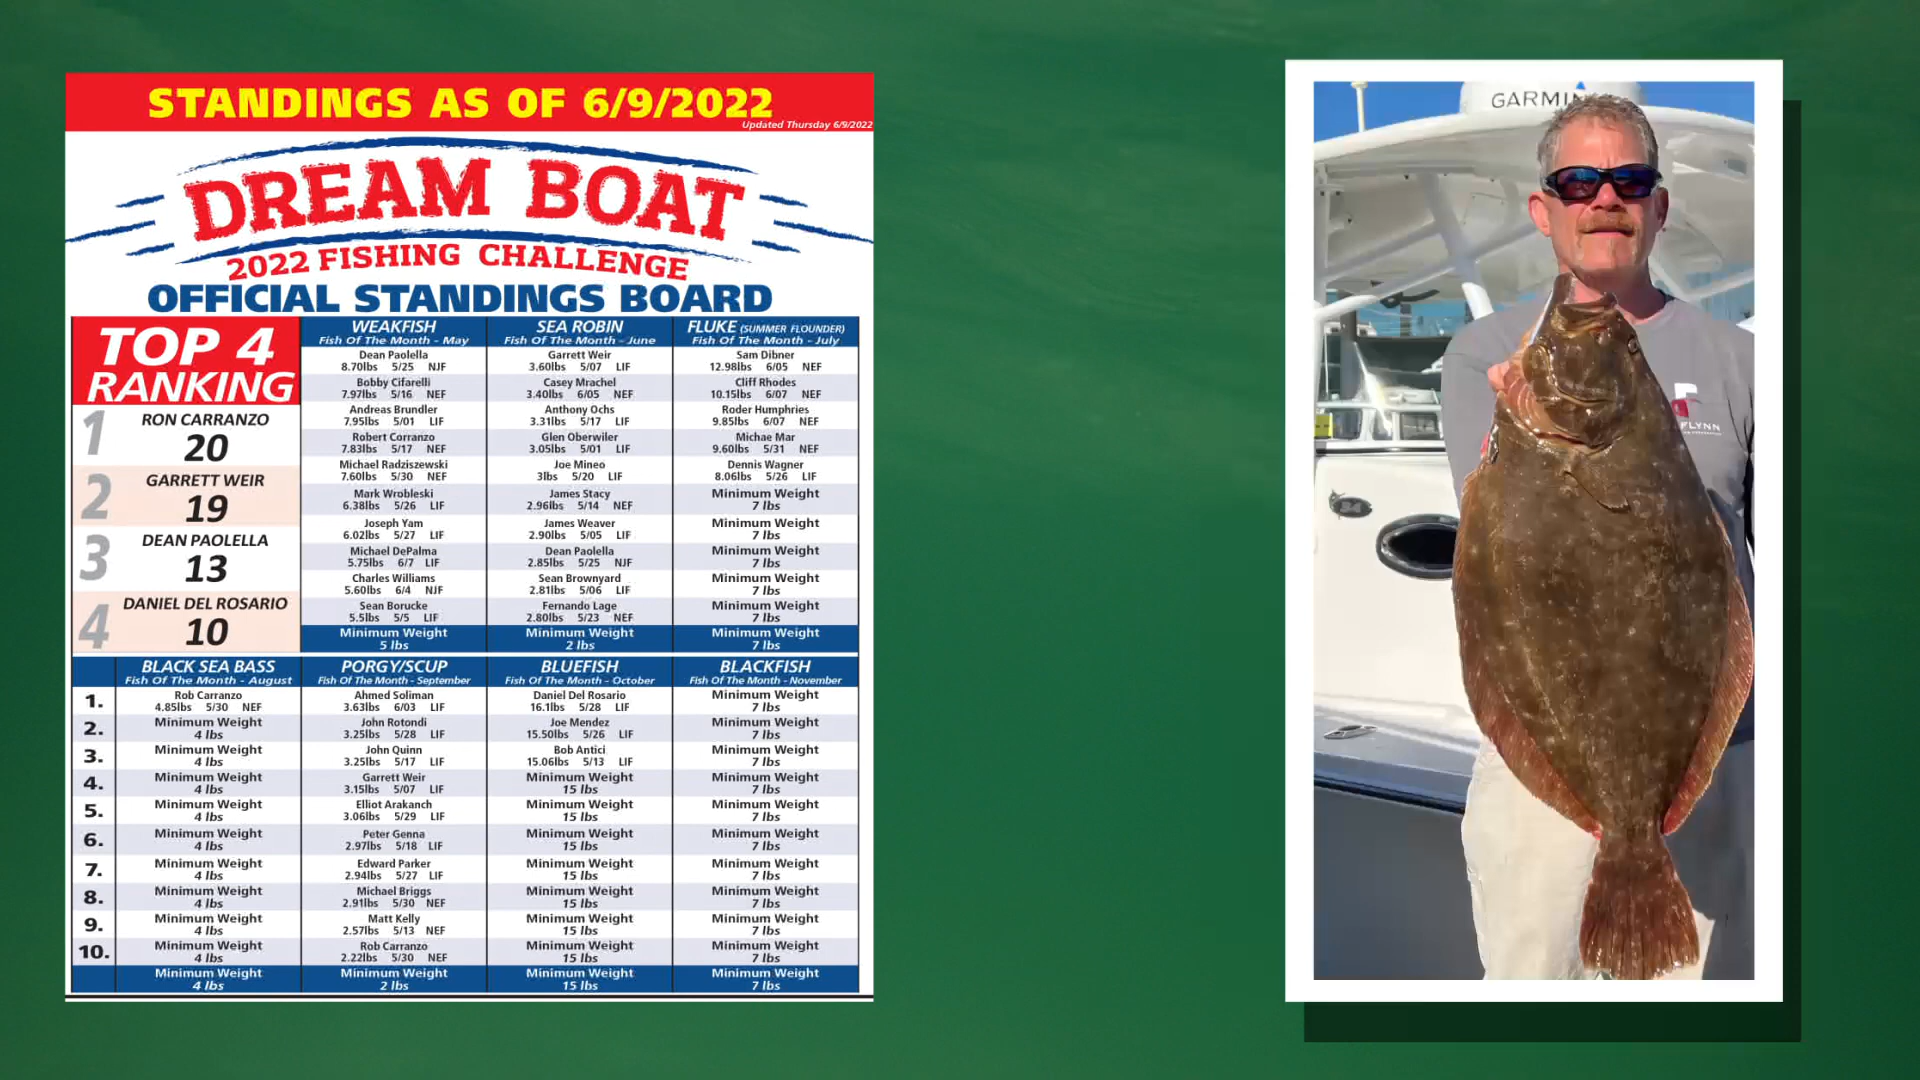 STANDINGS AS OF 6/9/2022
Updated Thursday 6/9/2022
DREAM BOAT
2022 FISHING CHALLENGE
OFFICIAL STANDINGS BOARD
TOP 4
RANKING
1 RON CARRANZO
20
2 GARRETT WEIR
19
3 DEAN PAOLELLA
13
4 DANIEL DEL ROSARIO
10
WEAKFISH
Fish Of The Month - May
Dean Paolella
8.70lbs 5/25 NJF
Bobby Cifarelli
7.97lbs 5/16 NEF
Andreas Brundler
7.95lbs 5/01 LIF
Robert Corranzo
7.83lbs 5/17 NEF
Michael Radziszewski
7.60lbs 5/30 NEF
Mark Wrobleski
6.38lbs 5/26 LIF
Joseph Yam
6.02lbs 5/27 LIF
Michael DePalma
5.75lbs 6/7 LIF
Charles Williams
5.60lbs 6/4 NJF
Sean Borucke
5.5lbs 5/5 LIF
Minimum Weight
5 lbs
SEA ROBIN
Fish Of The Month - June
Garrett Weir
3.60lbs 5/07 LIF
Casey Mrachel
3.40lbs 6/05 NEF
Anthony Ochs
3.31lbs 5/17 LIF
Glen Oberwiler
3.05lbs 5/01 LIF
Joe Mineo
3lbs 5/20 LIF
James Stacy
2.96lbs 5/14 NEF
James Weaver
2.90lbs 5/05 LIF
Dean Paolella
2.85lbs 5/25 NJF
Sean Brownyard
2.81lbs 5/06 LIF
Fernando Lage
2.80lbs 5/23 NEF
Minimum Weight
2 lbs
FLUKE (SUMMER FLOUNDER)
Fish Of The Month - July
Sam Dibner
12.98lbs 6/05 NEF
Cliff Rhodes
10.15lbs 6/07 NEF
Roder Humphries
9.85lbs 6/07 NEF
Michae Mar
9.60lbs 5/31 NEF
Dennis Wagner
8.06lbs 5/26 LIF
Minimum Weight
7 lbs
Minimum Weight
7 lbs
Minimum Weight
7 lbs
Minimum Weight
7 lbs
Minimum Weight
7 lbs
Minimum Weight
7 lbs
1.
2.
3.
4.
5.
6.
7.
8.
9.
10.
BLACK SEA BASS
Fish Of The Month - August
Rob Carranzo
4.85lbs 5/30 NEF
Minimum Weight
4 lbs
Minimum Weight
4 lbs
Minimum Weight
4 lbs
Minimum Weight
4 lbs
Minimum Weight
4 lbs
Minimum Weight
4 lbs
Minimum Weight
4 lbs
Minimum Weight
4 lbs
Minimum Weight
4 lbs
Minimum Weight
4 lbs
PORGY/SCUP
Fish Of The Month - September
Ahmed Soliman
3.63lbs 6/03 LIF
John Rotondi
3.25lbs 5/28 LIF
John Quinn
3.25lbs 5/17 LIF
Garrett Weir
3.15lbs 5/07 LIF
Elliot Arakanch
3.06lbs 5/29 LIF
Peter Genna
2.97lbs 5/18 LIF
Edward Parker
2.94lbs 5/27 LIF
Michael Briggs
2.91lbs 5/30 NEF
Matt Kelly
2.57lbs 5/13 NEF
Rob Carranzo
2.22lbs 5/30 NEF
Minimum Weight
2 lbs
BLUEFISH
Fish Of The Month - October
Daniel Del Rosario
16.1lbs 5/28 LIF
Joe Mendez
15.50lbs 5/26 LIF
Bob Antici
15.06lbs 5/13 LIF
Minimum Weight
15 lbs
Minimum Weight
15 lbs
Minimum Weight
15 lbs
Minimum Weight
15 lbs
Minimum Weight
15 lbs
Minimum Weight
15 lbs
Minimum Weight
15 lbs
Minimum Weight
15 lbs
BLACKFISH
Fish Of The Month - November
Minimum Weight
7 lbs
Minimum Weight
7 lbs
Minimum Weight
7 lbs
Minimum Weight
7 lbs
Minimum Weight
7 lbs
Minimum Weight
7 lbs
Minimum Weight
7 lbs
Minimum Weight
7 lbs
Minimum Weight
7 lbs
Minimum Weight
7 lbs
Minimum Weight
7 lbs
GARMIN
FLYNN
34